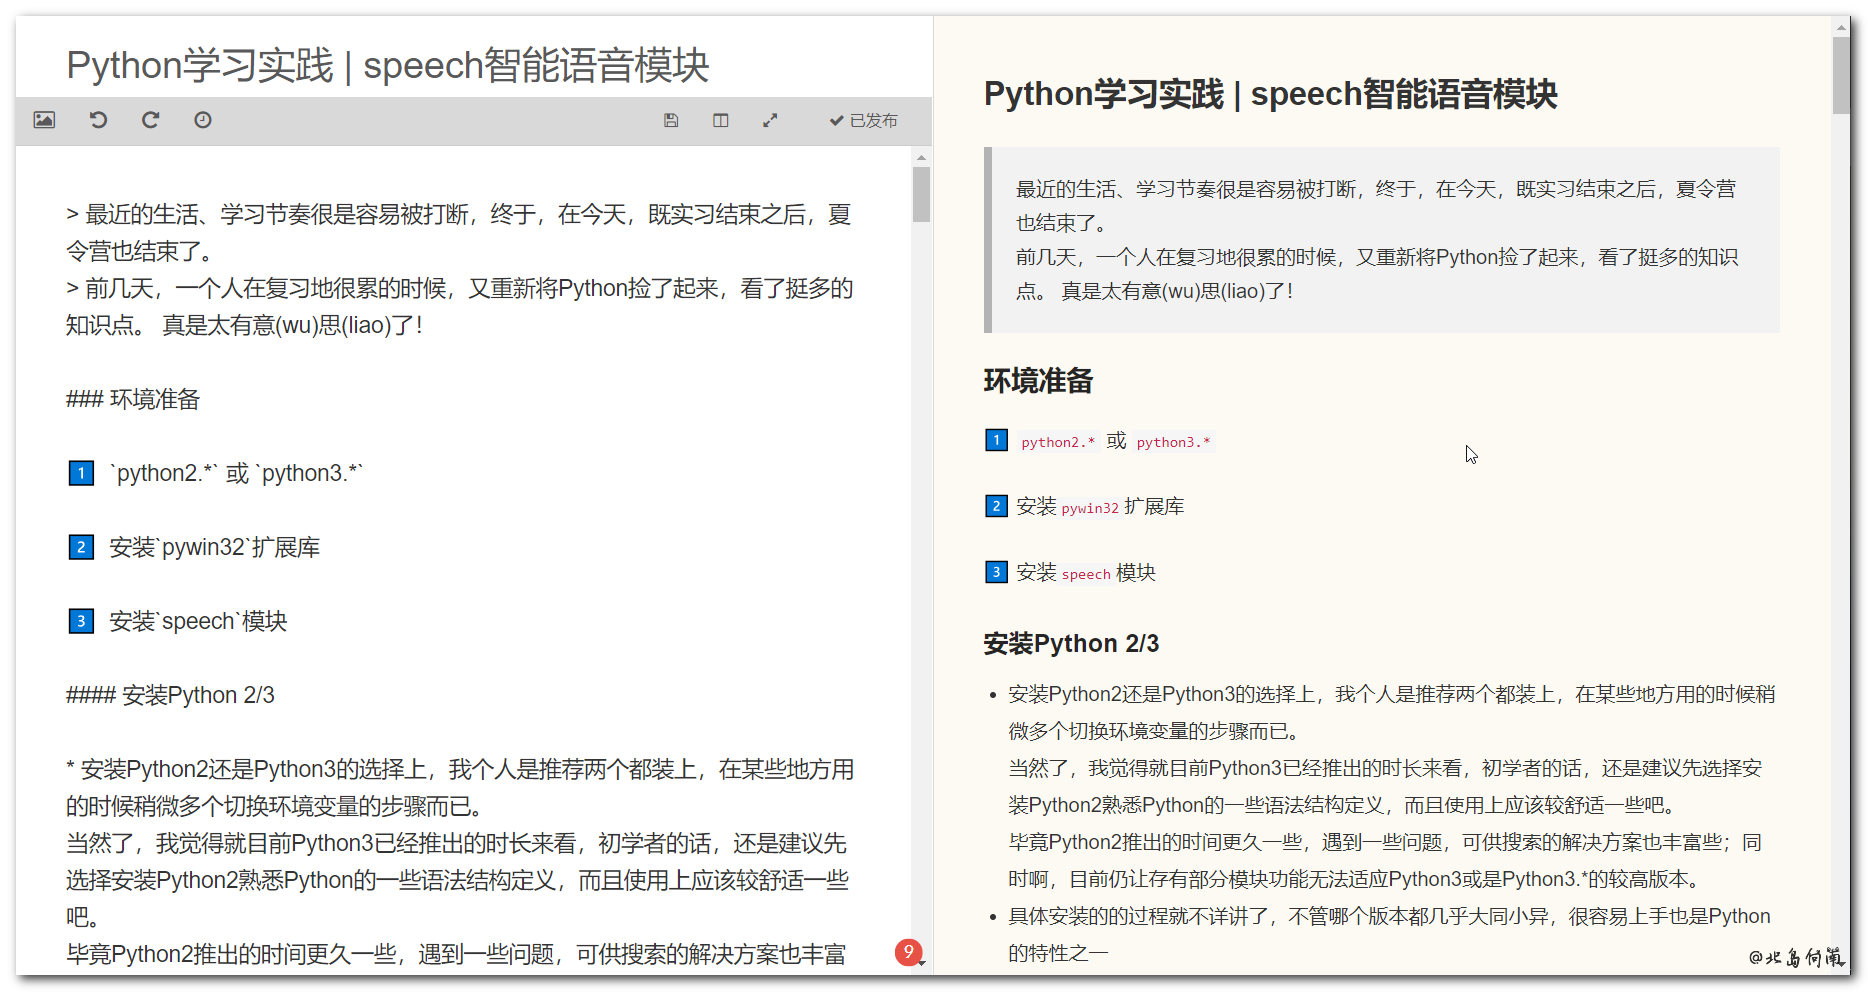 Python学习实践 | speech智能语音模块
已发布
> 最近的生活、学习节奏很是容易被打断，终于，在今天，既实习结束之后，夏
令营也结束了。
> 前几天，一个人在复习地很累的时候，又重新将Python捡了起来，看了挺多的
知识点。 真是太有意(wu)思(liao)了！
### 环境准备
1 `python2.*` 或 `python3.*`
2 安装`pywin32`扩展库
3 安装`speech`模块
#### 安装Python 2/3
* 安装Python2还是Python3的选择上，我个人是推荐两个都装上，在某些地方用
的时候稍微多个切换环境变量的步骤而已。
当然了，我觉得就目前Python3已经推出的时长来看，初学者的话，还是建议先
选择安装Python2熟悉Python的一些语法结构定义，而且使用上应该较舒适一些
吧。
毕竟Python2推出的时间更久一些，遇到一些问题，可供搜索的解决方案也丰富
9
Python学习实践 | speech智能语音模块
最近的生活、学习节奏很是容易被打断，终于，在今天，既实习结束之后，夏令营
也结束了。
前几天，一个人在复习地很累的时候，又重新将Python捡了起来，看了挺多的知识
点。 真是太有意(wu)思(liao)了！
环境准备
1 python2.* 或 python3.*
2 安装 pywin32 扩展库
3 安装 speech 模块
安装Python 2/3
• 安装Python2还是Python3的选择上，我个人是推荐两个都装上，在某些地方用的时候稍
微多个切换环境变量的步骤而已。
当然了，我觉得就目前Python3已经推出的时长来看，初学者的话，还是建议先选择安
装Python2熟悉Python的一些语法结构定义，而且使用上应该较舒适一些吧。
毕竟Python2推出的时间更久一些，遇到一些问题，可供搜索的解决方案也丰富些；同
时啊，目前仍让存有部分模块功能无法适应Python3或是Python3.*的较高版本。
• 具体安装的的过程就不详讲了，不管哪个版本都几乎大同小异，很容易上手也是Python
的特性之一
@北岛何甫